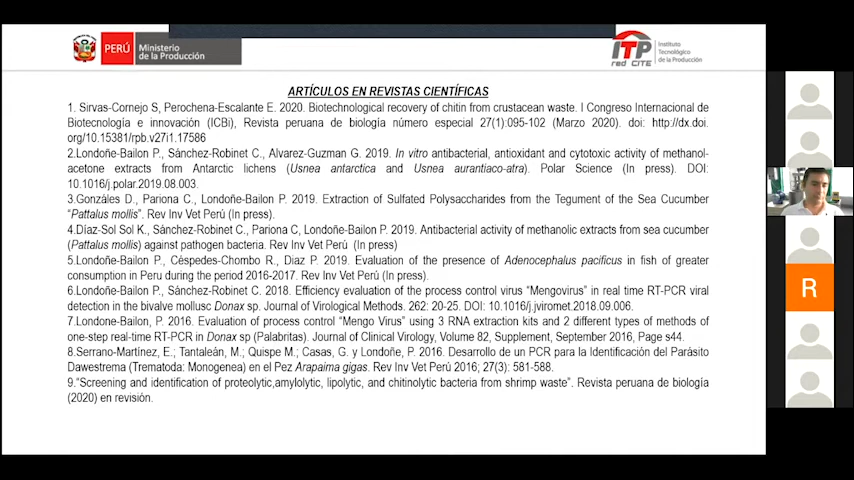 PERÚ
Ministerio
de la Producción
ITP
red CITE
Instituto
Tecnológico
de la Producción
ARTÍCULOS EN REVISTAS CIENTÍFICAS
1. Sirvas-Cornejo S, Perochena-Escalante E. 2020. Biotechnological recovery of chitin from crustacean waste. I Congreso Internacional de
Biotecnología e innovación (ICBi), Revista peruana de biología número especial 27(1):095-102 (Marzo 2020). doi: http://dx.doi.
org/10.15381/rpb.v27i1.17586
2.Londoñe-Bailon P., Sánchez-Robinet C., Alvarez-Guzman G. 2019. In vitro antibacterial, antioxidant and cytotoxic activity of methanol-
acetone extracts from Antarctic lichens (Usnea antarctica and Usnea aurantiaco-atra). Polar Science (In press). DOI:
10.1016/j.polar.2019.08.003.
3.Gonzáles D., Pariona C., Londoñe-Bailon P. 2019. Extraction of Sulfated Polysaccharides from the Tegument of the Sea Cucumber
“Pattalus mollis”. Rev Inv Vet Perú (In press).
4.Díaz-Sol Sol K., Sánchez-Robinet C., Pariona C, Londoñe-Bailon P. 2019. Antibacterial activity of methanolic extracts from sea cucumber
(Pattalus mollis) against pathogen bacteria. Rev Inv Vet Perú (In press)
5.Londoñe-Bailon P., Céspedes-Chombo R., Diaz P. 2019. Evaluation of the presence of Adenocephalus pacificus in fish of greater
consumption in Peru during the period 2016-2017. Rev Inv Vet Perú (In press).
6.Londoñe-Bailon P., Sánchez-Robinet C. 2018. Efficiency evaluation of the process control virus “Mengovirus” in real time RT-PCR viral
detection in the bivalve mollusc Donax sp. Journal of Virological Methods. 262: 20-25. DOI: 10.1016/j.jviromet.2018.09.006.
7.Londone-Bailon, P. 2016. Evaluation of process control “Mengo Virus” using 3 RNA extraction kits and 2 different types of methods of
one-step real-time RT-PCR in Donax sp (Palabritas). Journal of Clinical Virology, Volume 82, Supplement, September 2016, Page s44.
8.Serrano-Martínez, E.; Tantaleán, M.; Quispe M.; Casas, G. y Londoñe, P. 2016. Desarrollo de un PCR para la Identificación del Parásito
Dawestrema (Trematoda: Monogenea) en el Pez Arapaima gigas. Rev Inv Vet Perú 2016; 27(3): 581-588.
9.“Screening and identification of proteolytic,amylolytic, lipolytic, and chitinolytic bacteria from shrimp waste”. Revista peruana de biología
(2020) en revisión.
R